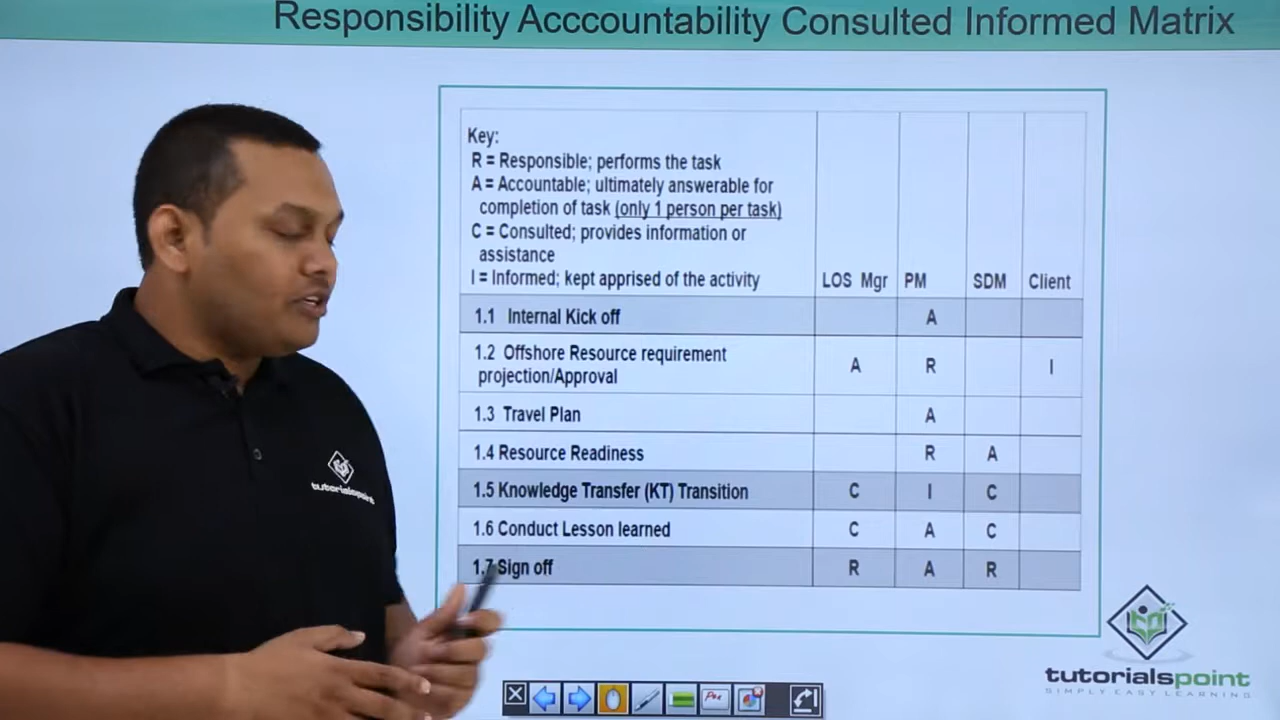 Responsibility Acccountability Consulted Informed Matrix
Key:
R = Responsible; performs the task
A = Accountable; ultimately answerable for
completion of task (only 1 person per task)
C = Consulted; provides information or
assistance
I = Informed; kept apprised of the activity
LOS Mgr PM SDM Client
1.1 Internal Kick off A
1.2 Offshore Resource requirement
projection/Approval A R I
1.3 Travel Plan A
1.4 Resource Readiness R A
1.5 Knowledge Transfer (KT) Transition C I C
1.6 Conduct Lesson learned C A C
1.7 Sign off R A R
tutorialspoint
tutorialspoint
SIMPLY EASY LEARNING